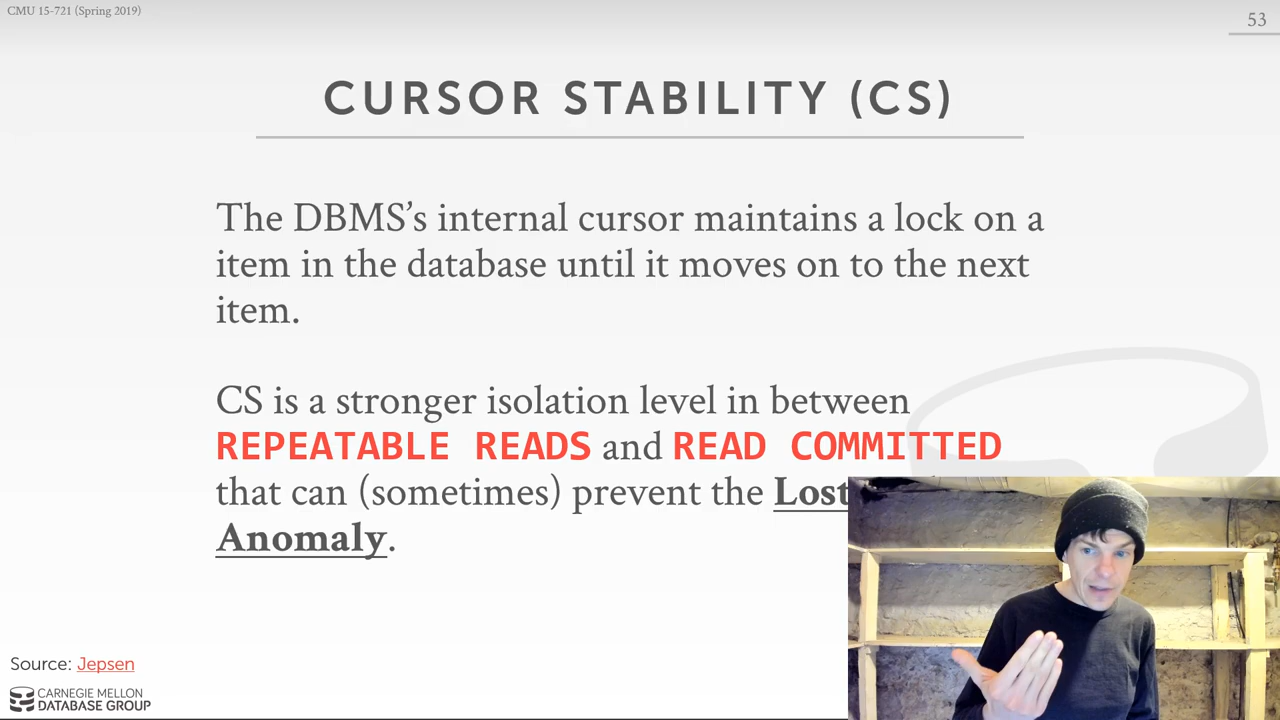 CMU 15-721 (Spring 2019)
53
CURSOR STABILITY (CS)
The DBMS’s internal cursor maintains a lock on a
item in the database until it moves on to the next
item.
CS is a stronger isolation level in between
REPEATABLE READS and READ COMMITTED
that can (sometimes) prevent the Lost
Anomaly.
Source: Jepsen
CARNEGIE MELLON
DATABASE GROUP